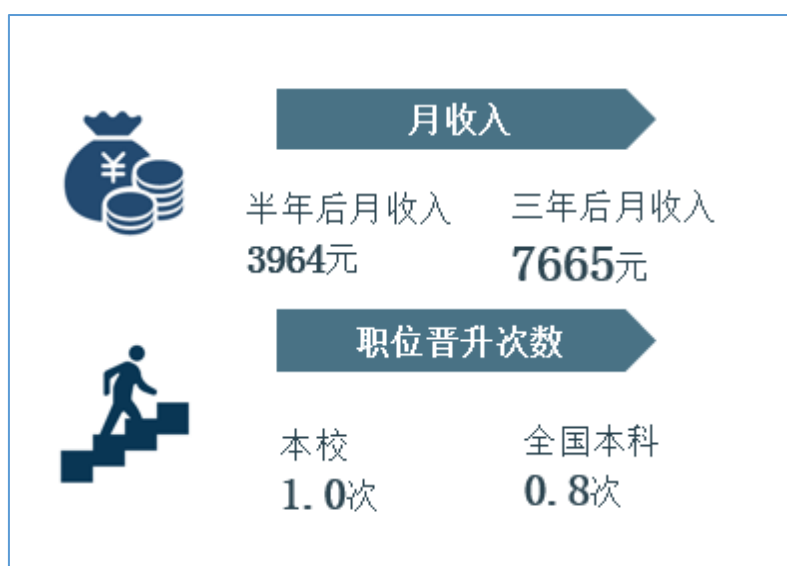 月收入
¥
半年后月收入 三年后月收入
3964元 7665元
职位晋升次数
本校 全国本科
1.0次 0.8次